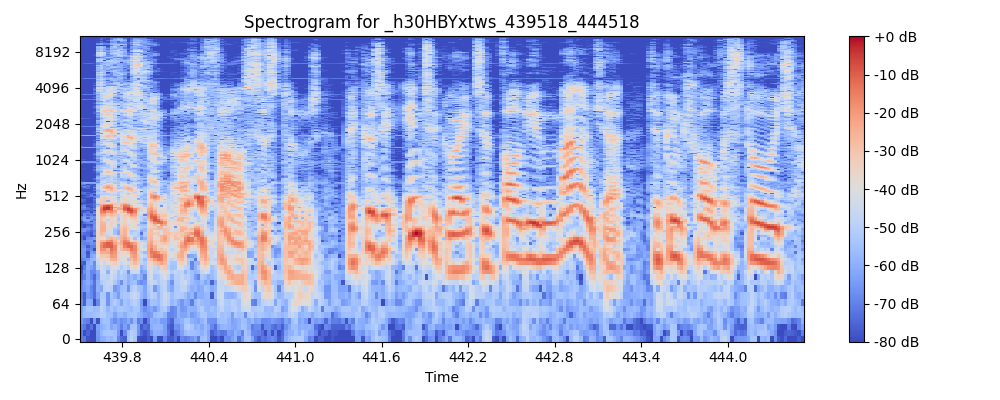 Spectrogram for _h30HBYxtws_439518_444518
Hz
8192
4096
2048
1024
512
256
128
64
0
439.8 440.4 441.0 441.6 442.2 442.8 443.4 444.0
Time
+0 dB
-10 dB
-20 dB
-30 dB
-40 dB
-50 dB
-60 dB
-70 dB
-80 dB